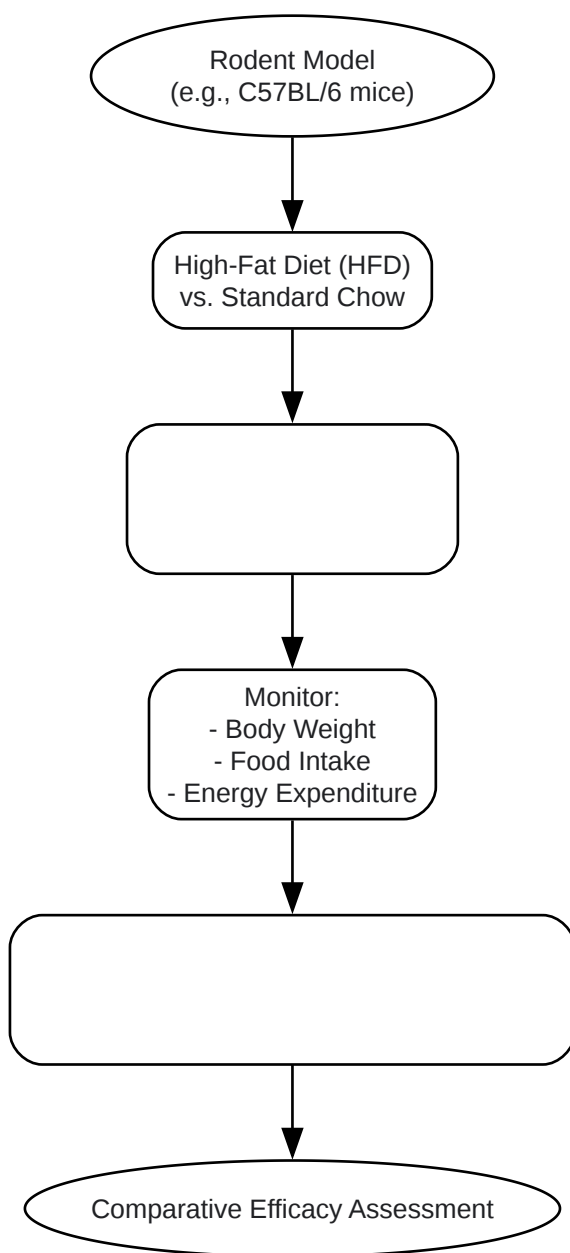 Rodent Model
(e.g., C57BL/6 mice)
High-Fat Diet (HFD)
vs. Standard Chow
Monitor:
- Body Weight
- Food Intake
- Energy Expenditure
Comparative Efficacy Assessment